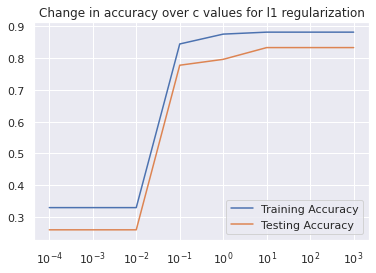 Change in accuracy over c values for l1 regularization
0.9
0.8
0.7
0.6
0.5
0.4
0.3
Training Accuracy
Testing Accuracy
10⁻⁴ 10⁻³ 10⁻² 10⁻¹ 10⁰ 10¹ 10² 10³